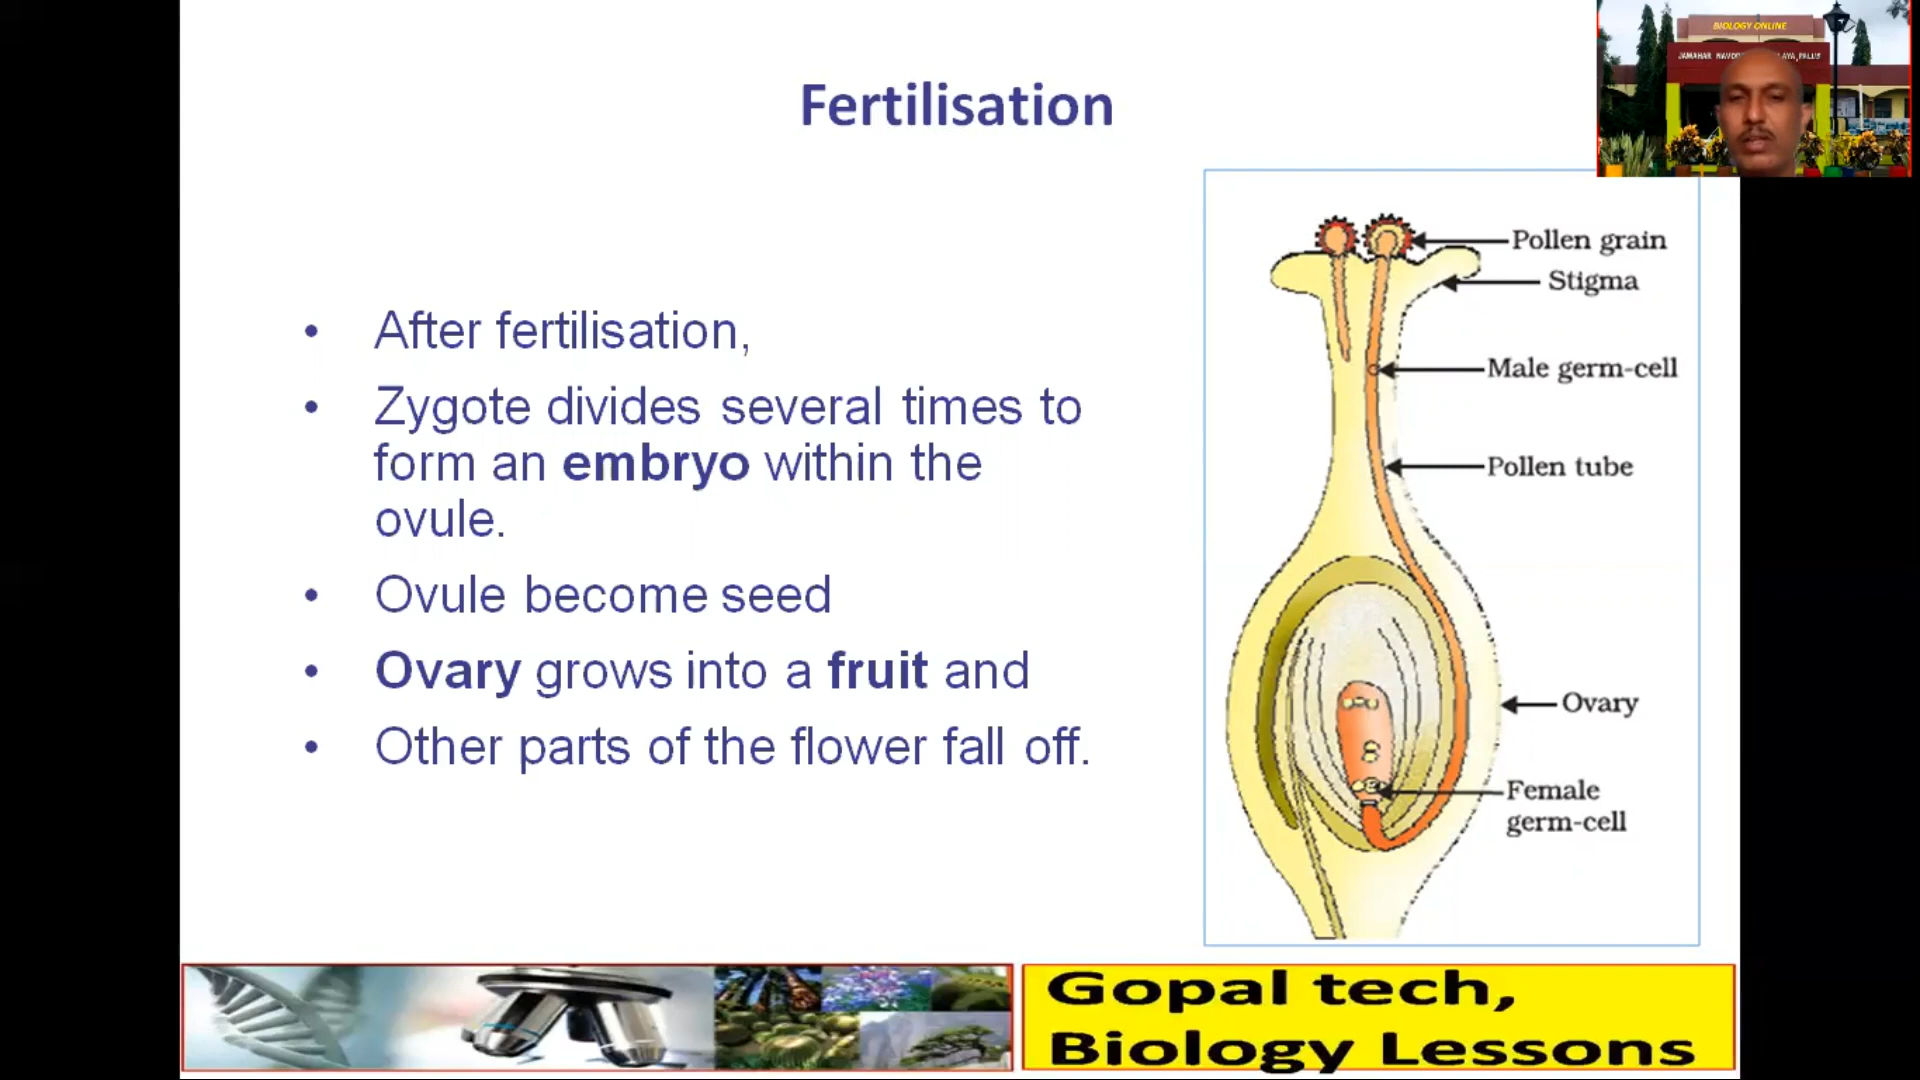 BIOLOGY ONLINE
Fertilisation
Pollen grain
Stigma
• After fertilisation,
Male germ-cell
• Zygote divides several times to
form an embryo within the
ovule.
Pollen tube
• Ovule become seed
• Ovary grows into a fruit and
Ovary
• Other parts of the flower fall off.
Female
germ-cell
Gopal tech,
Biology Lessons